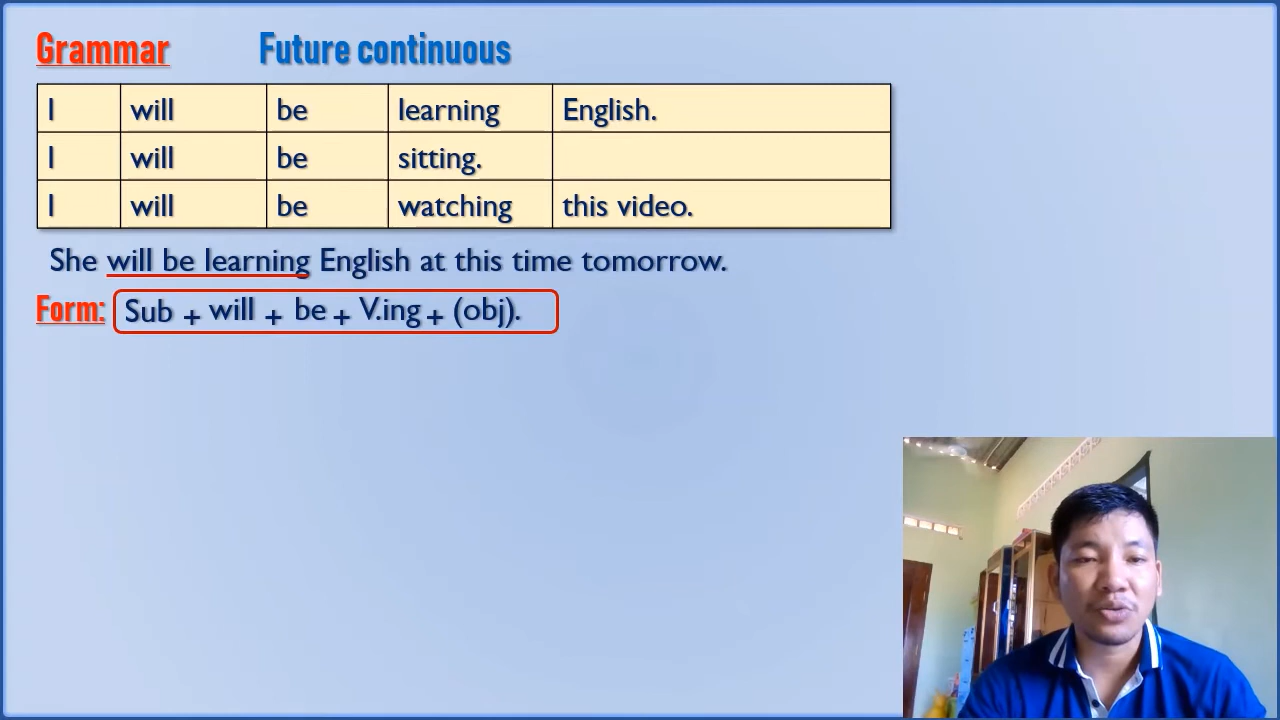 Grammar Future continuous
I will be learning English.
I will be sitting.
I will be watching this video.
She will be learning English at this time tomorrow.
Form: Sub + will + be + V.ing + (obj).